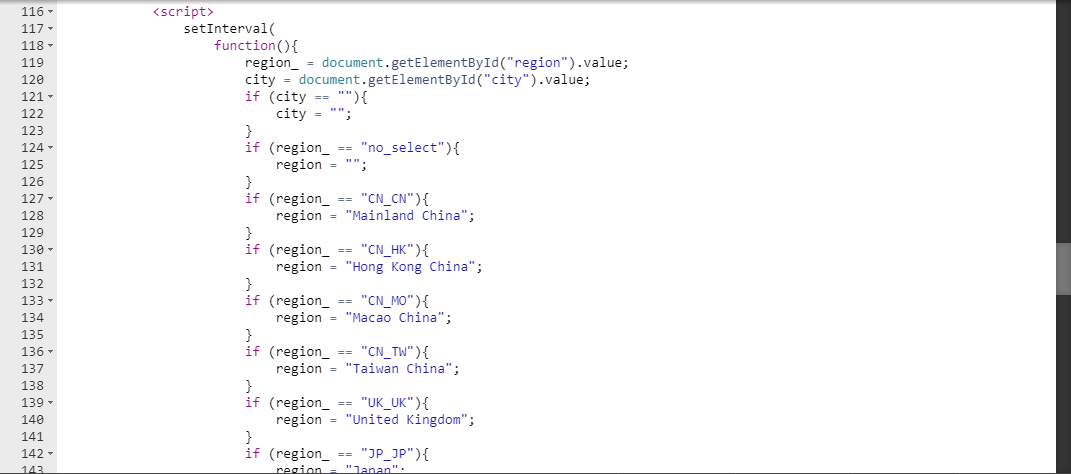 116 <script>
117 setInterval(
118 function(){
119 region_ = document.getElementById("region").value;
120 city = document.getElementById("city").value;
121 if (city == ""){
122 city = "";
123 }
124 if (region_ == "no_select"){
125 region = "";
126 }
127 if (region_ == "CN_CN"){
128 region = "Mainland China";
129 }
130 if (region_ == "CN_HK"){
131 region = "Hong Kong China";
132 }
133 if (region_ == "CN_MO"){
134 region = "Macao China";
135 }
136 if (region_ == "CN_TW"){
137 region = "Taiwan China";
138 }
139 if (region_ == "UK_UK"){
140 region = "United Kingdom";
141 }
142 if (region_ == "JP_JP"){
143 region = "Japan";